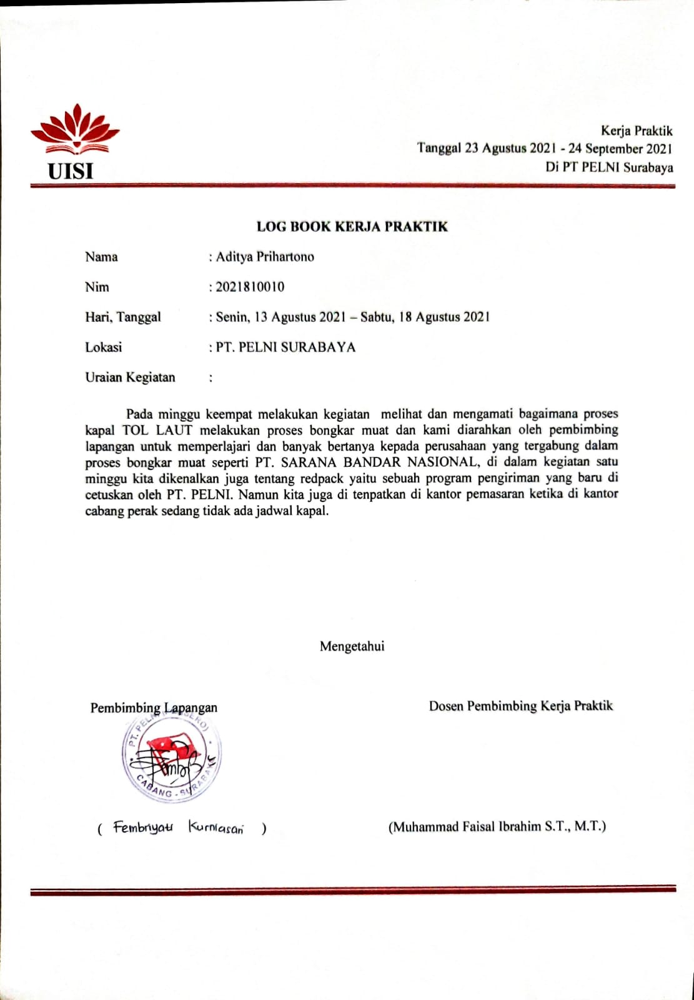 UISI
Kerja Praktik
Tanggal 23 Agustus 2021 - 24 September 2021
Di PT PELNI Surabaya
LOG BOOK KERJA PRAKTIK
Nama : Aditya Prihartono
Nim : 2021810010
Hari, Tanggal : Senin, 13 Agustus 2021 – Sabtu, 18 Agustus 2021
Lokasi : PT. PELNI SURABAYA
Uraian Kegiatan :
Pada minggu keempat melakukan kegiatan melihat dan mengamati bagaimana proses
kapal TOL LAUT melakukan proses bongkar muat dan kami diarahkan oleh pembimbing
lapangan untuk memperlajari dan banyak bertanya kepada perusahaan yang tergabung dalam
proses bongkar muat seperti PT. SARANA BANDAR NASIONAL, di dalam kegiatan satu
minggu kita dikenalkan juga tentang redpack yaitu sebuah program pengiriman yang baru di
cetuskan oleh PT. PELNI. Namun kita juga di tenpatkan di kantor pemasaran ketika di kantor
cabang perak sedang tidak ada jadwal kapal.
Mengetahui
Pembimbing Lapangan
Dosen Pembimbing Kerja Praktik
PT. PELNI (PERSERO)
CABANG - SURABAYA
( Fembriyati Kurniasari )
(Muhammad Faisal Ibrahim S.T., M.T.)